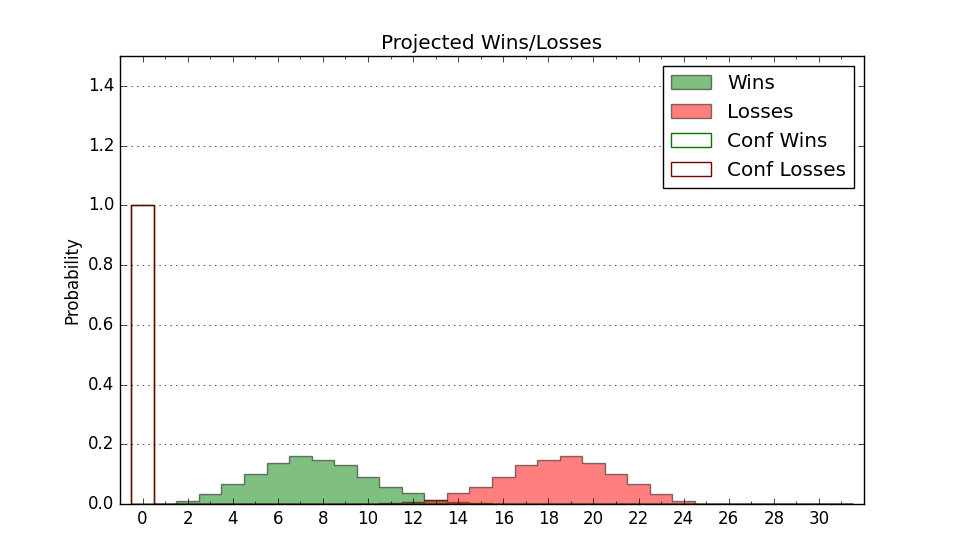 Projected Wins/Losses
1.4
1.2
1.0
0.8
0.6
0.4
0.2
0.0
Probability
Wins
Losses
Conf Wins
Conf Losses
0 2 4 6 8 10 12 14 16 18 20 22 24 26 28 30